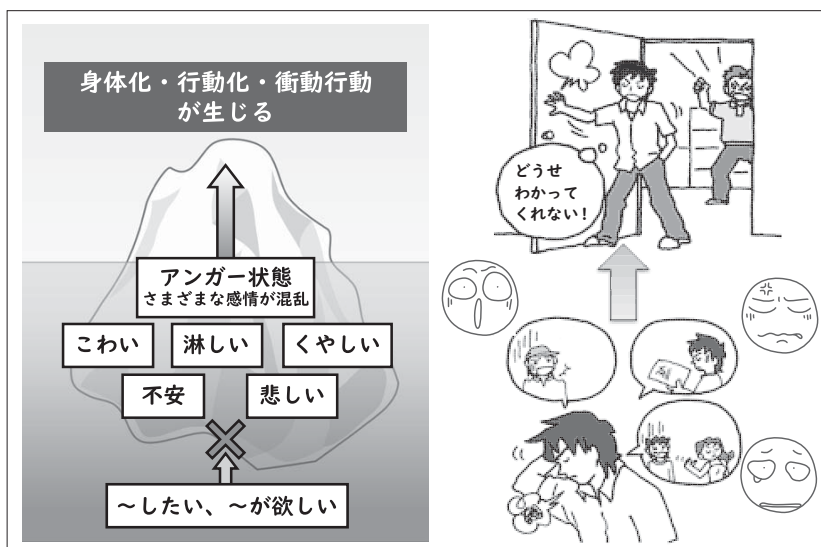 身体化・行動化・衝動行動
が生じる
アンガー状態
さまざまな感情が混乱
こわい
淋しい
くやしい
不安
悲しい
〜したい、〜が欲しい
どうせ
わかって
くれない！